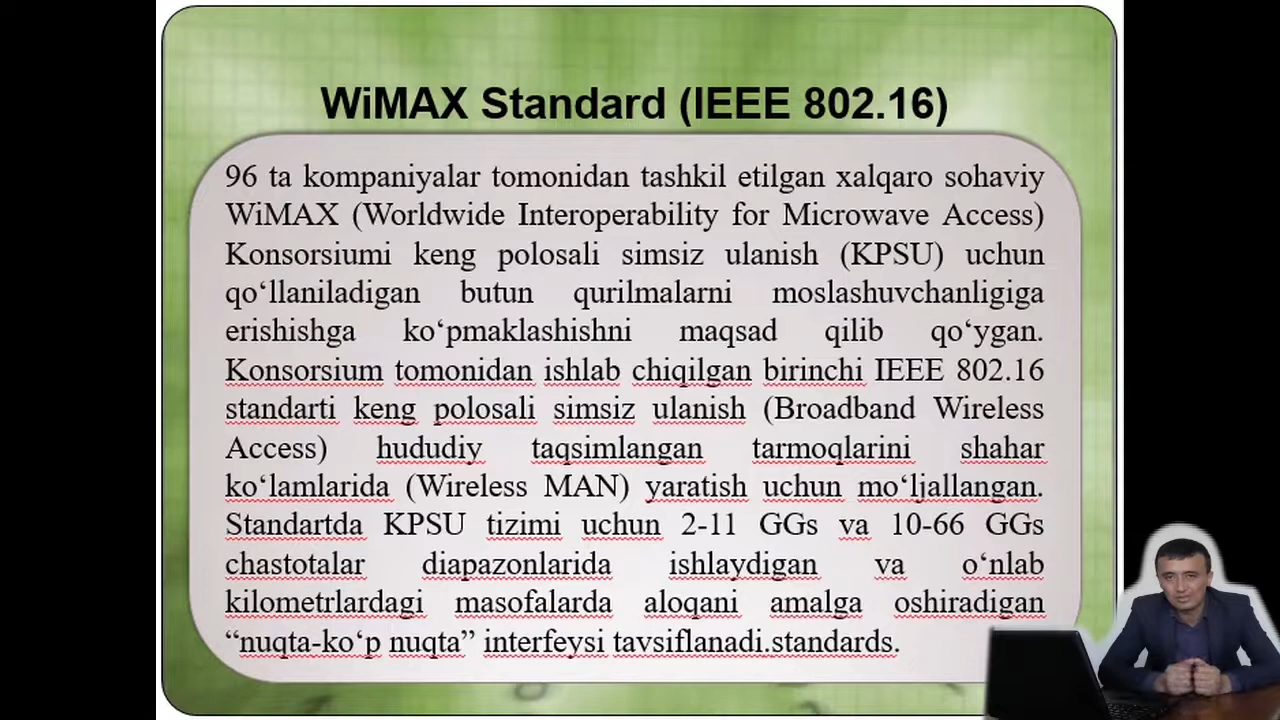 WiMAX Standard (IEEE 802.16)
96 ta kompaniyalar tomonidan tashkil etilgan xalqaro sohaviy
WiMAX (Worldwide Interoperability for Microwave Access)
Konsorsiumi keng polosali simsiz ulanish (KPSU) uchun
qo‘llaniladigan butun qurilmalarni moslashuvchanligiga
erishishga ko‘pmaklashishni maqsad qilib qo‘ygan.
Konsorsium tomonidan ishlab chiqilgan birinchi IEEE 802.16
standarti keng polosali simsiz ulanish (Broadband Wireless
Access) hududiy taqsimlangan tarmoqlarini shahar
ko‘lamlarida (Wireless MAN) yaratish uchun mo‘ljallangan.
Standartda KPSU tizimi uchun 2-11 GGs va 10-66 GGs
chastotalar diapazonlarida ishlaydigan va o‘nlab
kilometrlardagi masofalarda aloqani amalga oshiradigan
“nuqta-ko‘p nuqta” interfeysi tavsiflanadi.standards.